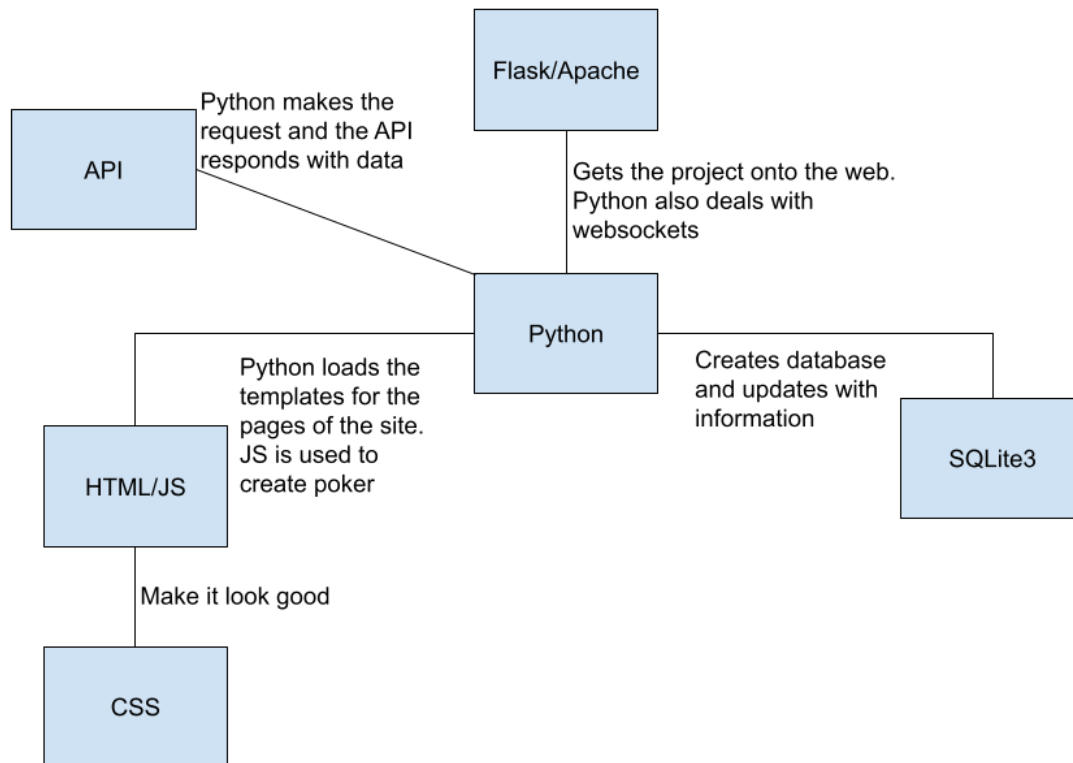 Flask/Apache
Python makes the
request and the API
responds with data
API
Gets the project onto the web.
Python also deals with
websockets
Python
Python loads the
templates for the
pages of the site.
JS is used to
create poker
Creates database
and updates with
information
HTML/JS
SQLite3
Make it look good
CSS